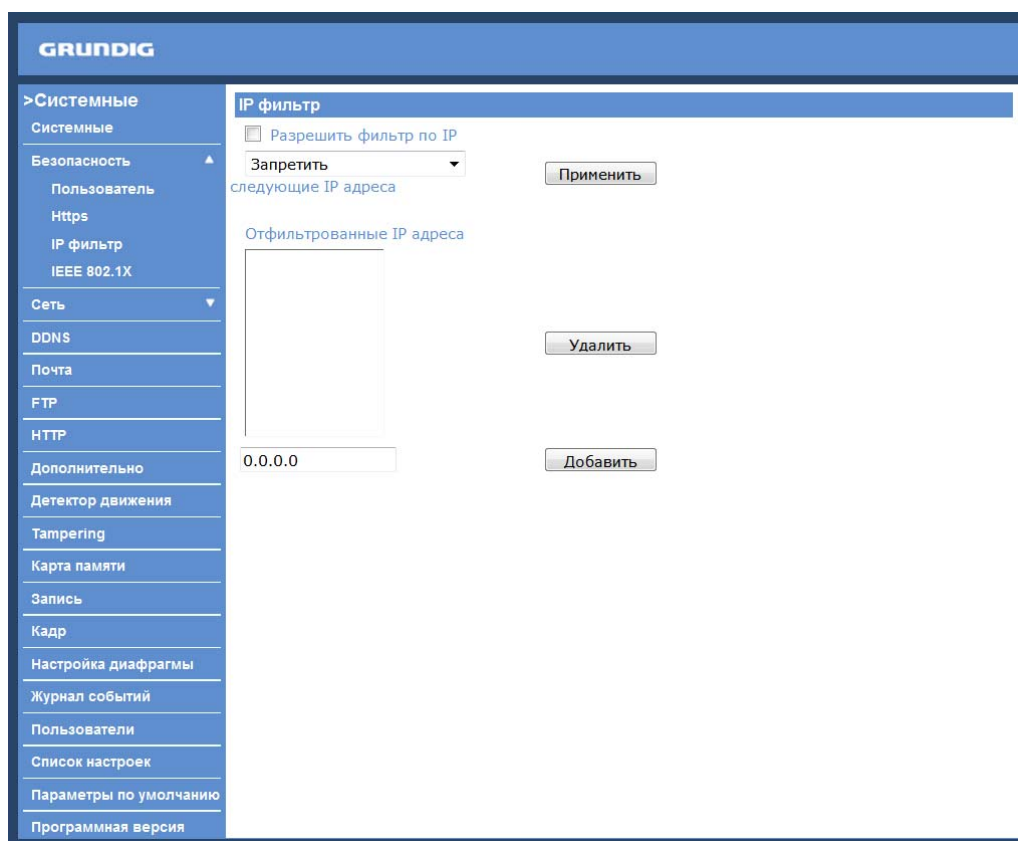 GRUNDIG
>Системные
Системные
Безопасность
Пользователь
Https
IP фильтр
IEEE 802.1X
Сеть
DDNS
Почта
FTP
HTTP
Дополнительно
Детектор движения
Tampering
Карта памяти
Запись
Кадр
Настройка диафрагмы
Журнал событий
Пользователи
Список настроек
Параметры по умолчанию
Программная версия
IP фильтр
Разрешить фильтр по IP
Запретить
Применить
следующие IP адреса
Отфильтрованные IP адреса
Удалить
0.0.0.0
Добавить